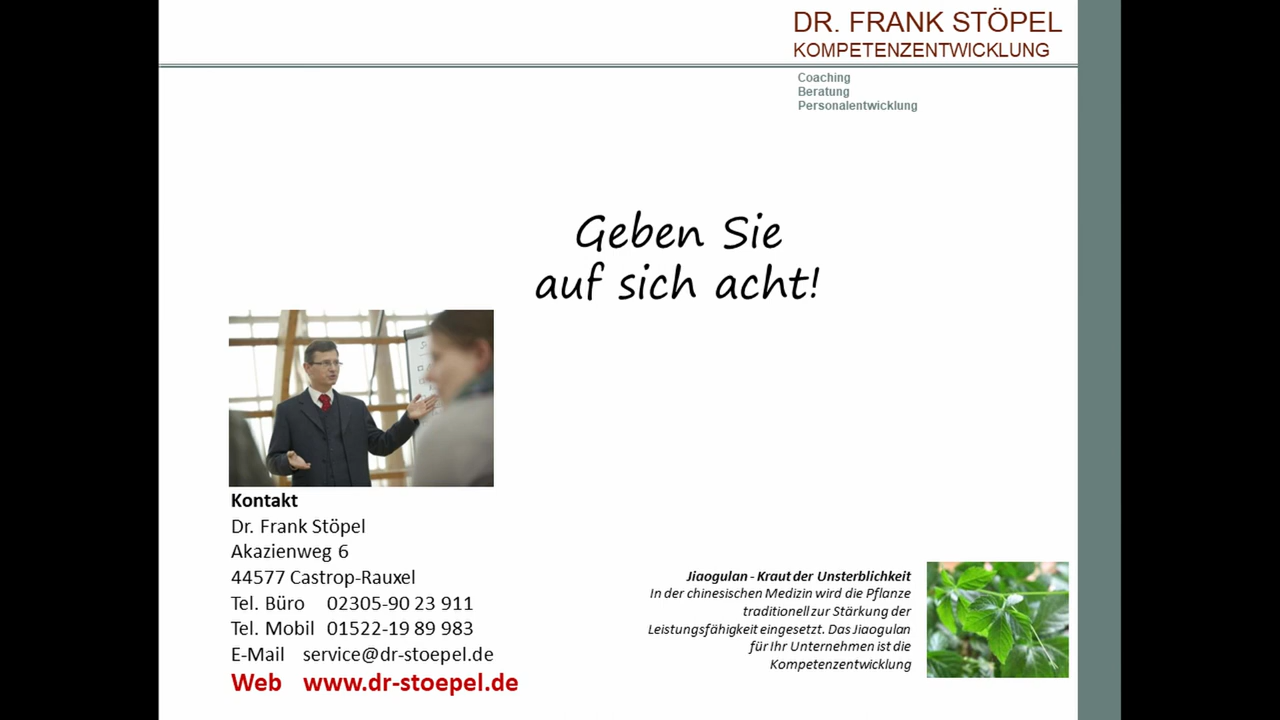 DR. FRANK STÖPEL
KOMPETENZENTWICKLUNG
Coaching
Beratung
Personalentwicklung
Geben Sie
auf sich acht!
Kontakt
Dr. Frank Stöpel
Akazienweg 6
44577 Castrop-Rauxel
Tel. Büro 02305-90 23 911
Tel. Mobil 01522-19 89 983
E-Mail service@dr-stoepel.de
Web www.dr-stoepel.de
Jiaogulan - Kraut der Unsterblichkeit
In der chinesischen Medizin wird die Pflanze
traditionell zur Stärkung der
Leistungsfähigkeit eingesetzt. Das Jiaogulan
für Ihr Unternehmen ist die
Kompetenzentwicklung